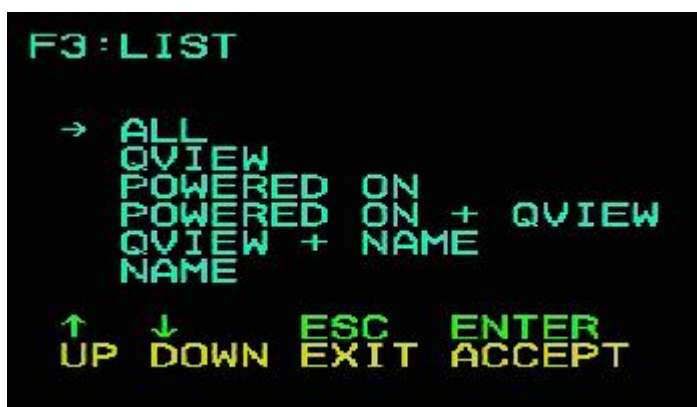 F3:LIST
→ ALL
QVIEW
POWERED ON
POWERED ON + QVIEW
QVIEW + NAME
NAME
↑ ↓ ESC ENTER
UP DOWN EXIT ACCEPT